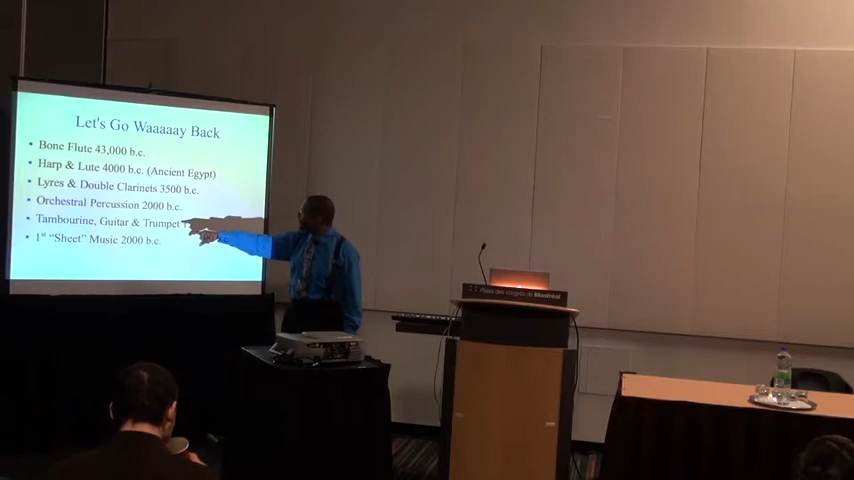 Let's Go Waaaay Back
• Bone Flute 43,000 b.c.
• Harp & Lute 4000 b.c. (Ancient Egypt)
• Lyres & Double Clarinets 3500 b.c.
• Orchestral Percussion 2000 b.c.
• Tambourine, Guitar & Trumpet
• 1st "Sheet" Music 2000 b.c.
Palais des congrès de Montréal